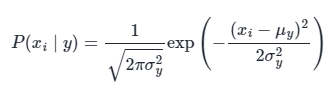 P(x_i | y) = \frac{1}{\sqrt{2\pi\sigma_y^2}} \exp\left(-\frac{(x_i - \mu_y)^2}{2\sigma_y^2}\right)